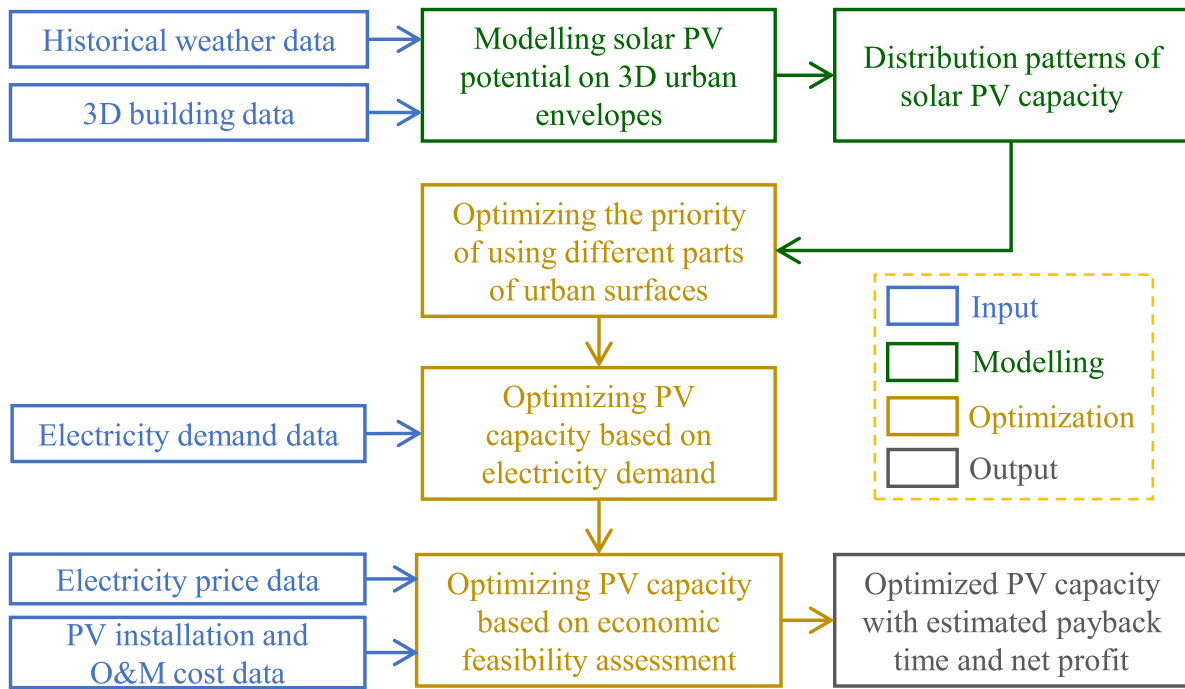 Historical weather data
3D building data
Modelling solar PV
potential on 3D urban
envelopes
Distribution patterns of
solar PV capacity
Optimizing the priority
of using different parts
of urban surfaces
Input
Modelling
Optimization
Output
Electricity demand data
Optimizing PV
capacity based on
electricity demand
Electricity price data
PV installation and
O&M cost data
Optimizing PV capacity
based on economic
feasibility assessment
Optimized PV capacity
with estimated payback
time and net profit